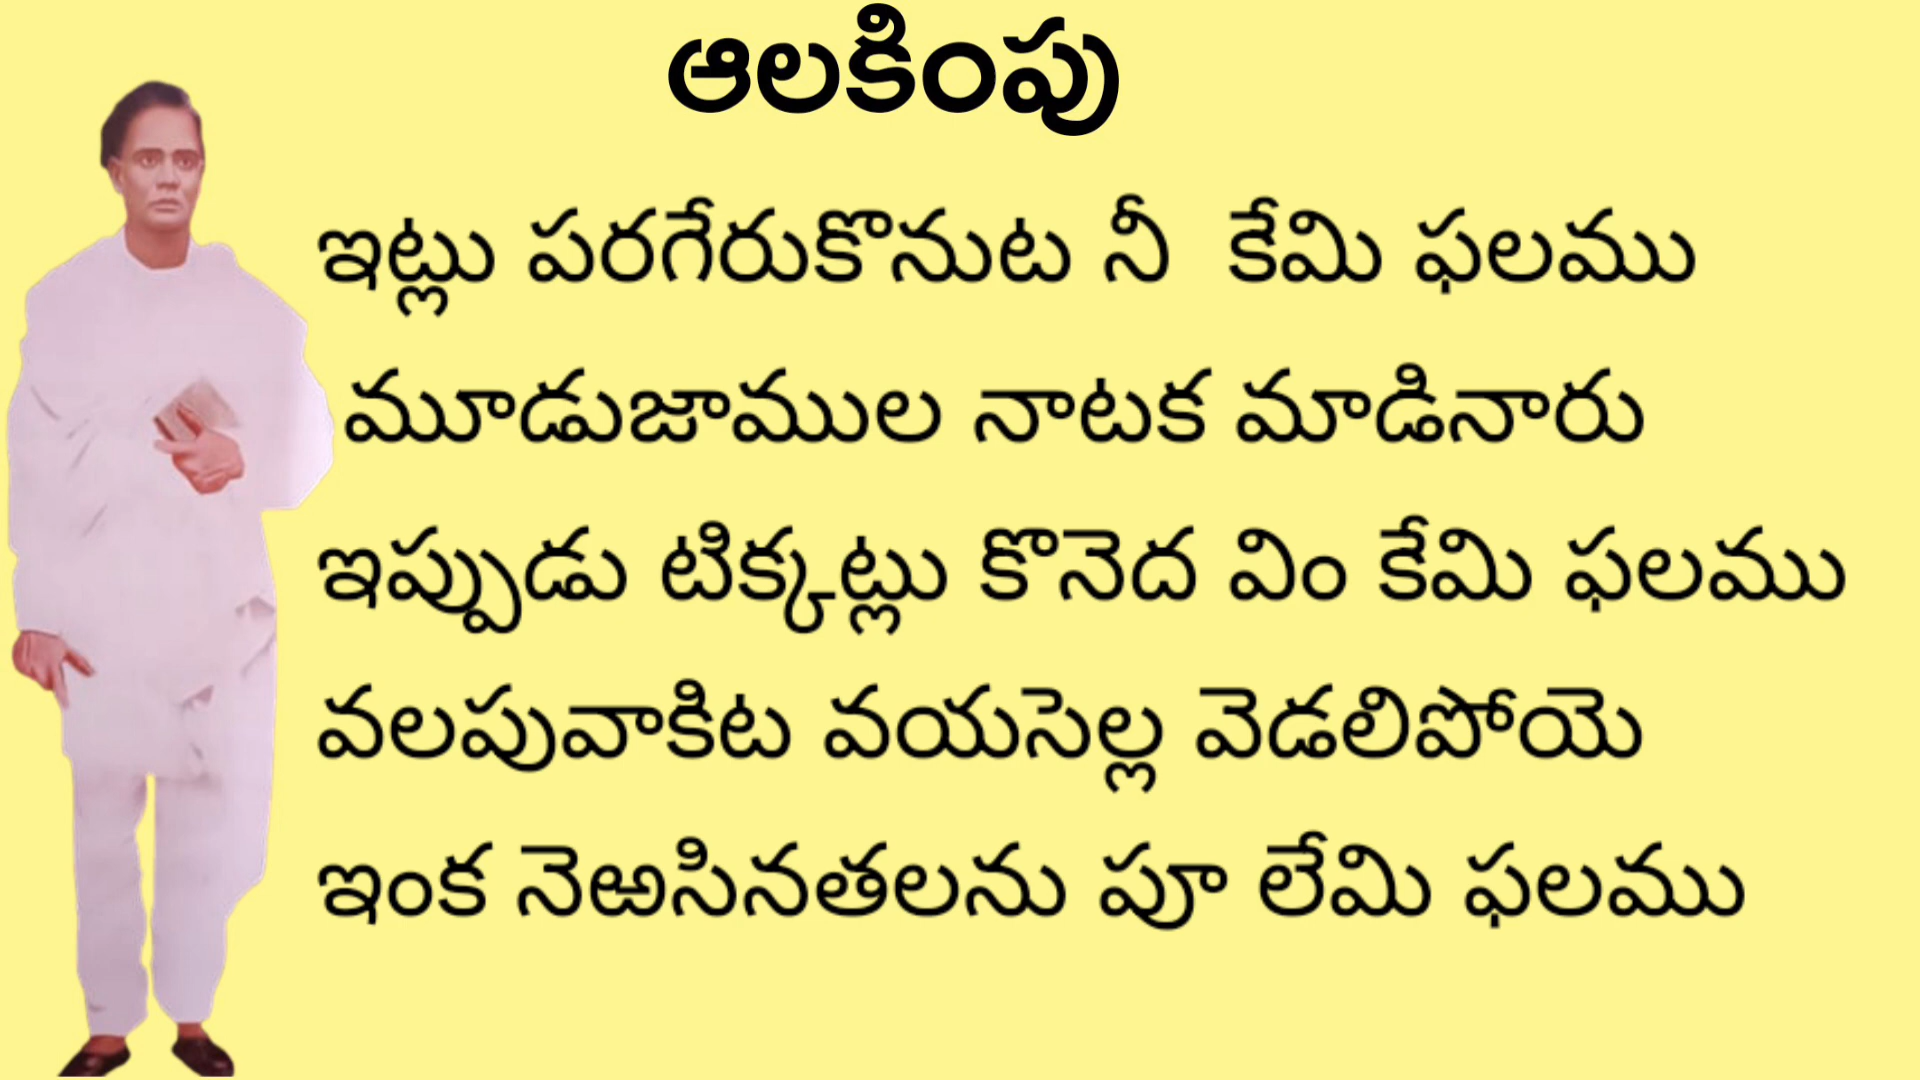 ఆలకింపు
ఇట్లు పరగేరుకొనుట నీ కేమి ఫలము
మూడుజాముల నాటక మాడినారు
ఇప్పుడు టిక్కట్లు కొనెద విం కేమి ఫలము
వలపువాకిట వయసెల్ల వెడలిపోయె
ఇంక నెఱసినతలను పూ లేమి ఫలము